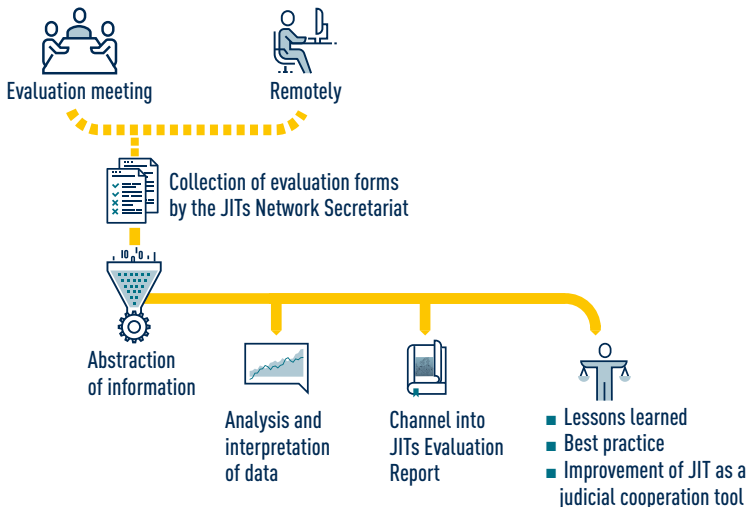 Evaluation meeting
Remotely
Collection of evaluation forms
by the JITs Network Secretariat
Abstraction
of information
Analysis and
interpretation
of data
Channel into
JITs Evaluation
Report
Lessons learned
Best practice
Improvement of JIT as a
judicial cooperation tool